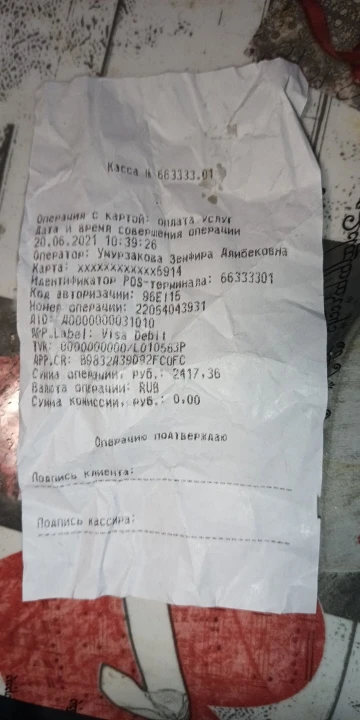 Касса № 663333.01
Операция с картой: оплата услуг
Дата и время совершения операции
20.06.2021 10:39:26
Оператор: Умурзакова Зенфира Алибековна
Карта: XXXXXXXXXXXX6914
Идентификатор POS-терминала: 66333301
Код авторизации: 96E115
Номер операции: 22054043931
AID: A0000000031010
APP.Label: Visa Debit
TVR: 0000000000/L010563P
APP.CR: B9832A39092FC0FC
Сумма операции, руб.: 2417.36
Валюта операции: RUB
Сумма комиссии, руб.: 0.00
Операцию подтверждаю
Подпись клиента:
Подпись кассира: